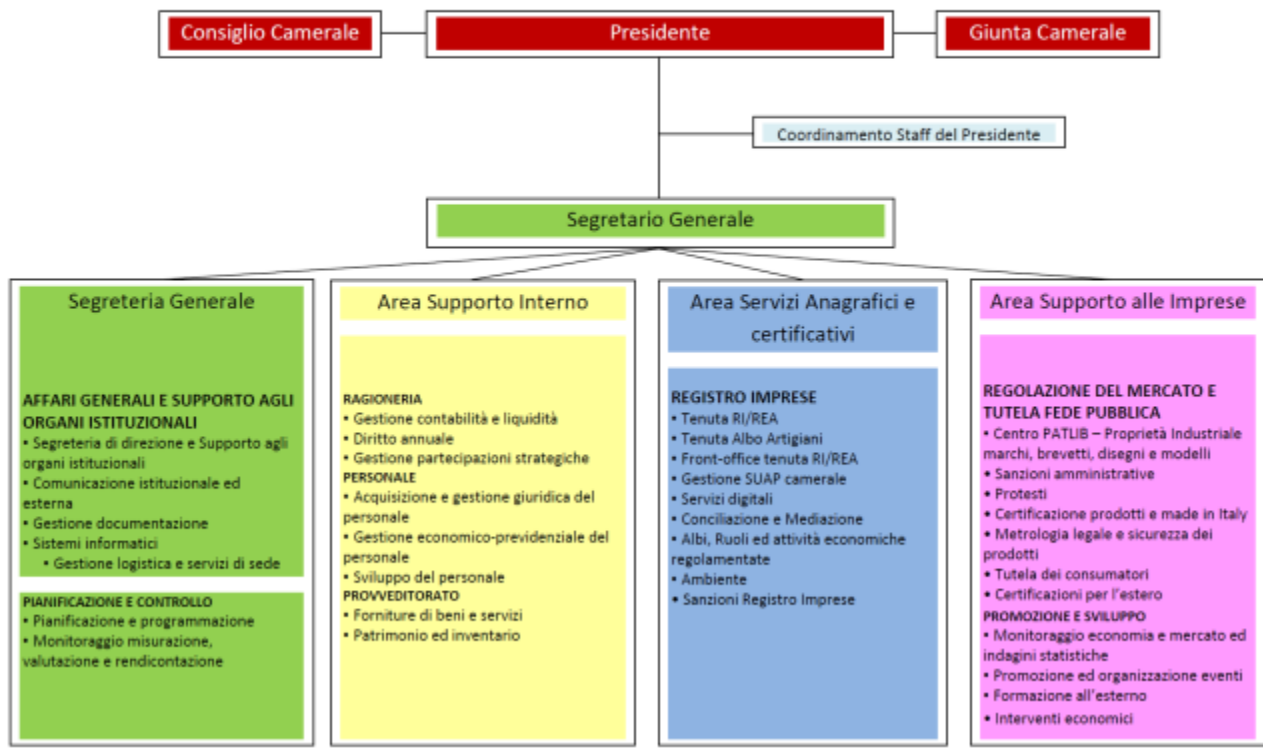 Consiglio Camerale
Presidente
Giunta Camerale
Coordinamento Staff del Presidente
Segretario Generale
Segreteria Generale
AFFARI GENERALI E SUPPORTO AGLI
ORGANI ISTITUZIONALI
▪ Segreteria di direzione e Supporto agli
organi istituzionali
▪ Comunicazione istituzionale ed
esterna
▪ Gestione documentazione
▪ Sistemi informatici
▪ Gestione logistica e servizi di sede
PIANIFICAZIONE E CONTROLLO
▪ Pianificazione e programmazione
▪ Monitoraggio misurazione,
valutazione e rendicontazione
Area Supporto Interno
RAGIONERIA
▪ Gestione contabilità e liquidità
▪ Diritto annuale
▪ Gestione partecipazioni strategiche
PERSONALE
▪ Acquisizione e gestione giuridica del
personale
▪ Gestione economico-previdenziale del
personale
▪ Sviluppo del personale
PROVVEDITORATO
▪ Forniture di beni e servizi
▪ Patrimonio ed inventario
Area Servizi Anagrafici e
certificativi
REGISTRO IMPRESE
▪ Tenuta RI/REA
▪ Tenuta Albo Artigiani
▪ Front-office tenuta RI/REA
▪ Gestione SUAP camerale
▪ Servizi digitali
▪ Conciliazione e Mediazione
▪ Albi, Ruoli ed attività economiche
regolamentate
▪ Ambiente
▪ Sanzioni Registro Imprese
Area Supporto alle Imprese
REGOLAZIONE DEL MERCATO E
TUTELA FEDE PUBBLICA
▪ Centro PATLIB – Proprietà Industriale
marchi, brevetti, disegni e modelli
▪ Sanzioni amministrative
▪ Protesti
▪ Certificazione prodotti e made in Italy
▪ Metrologia legale e sicurezza dei
prodotti
▪ Tutela dei consumatori
▪ Certificazioni per l'estero
PROMOZIONE E SVILUPPO
▪ Monitoraggio economia e mercato ed
indagini statistiche
▪ Promozione ed organizzazione eventi
▪ Formazione all'esterno
▪ Interventi economici